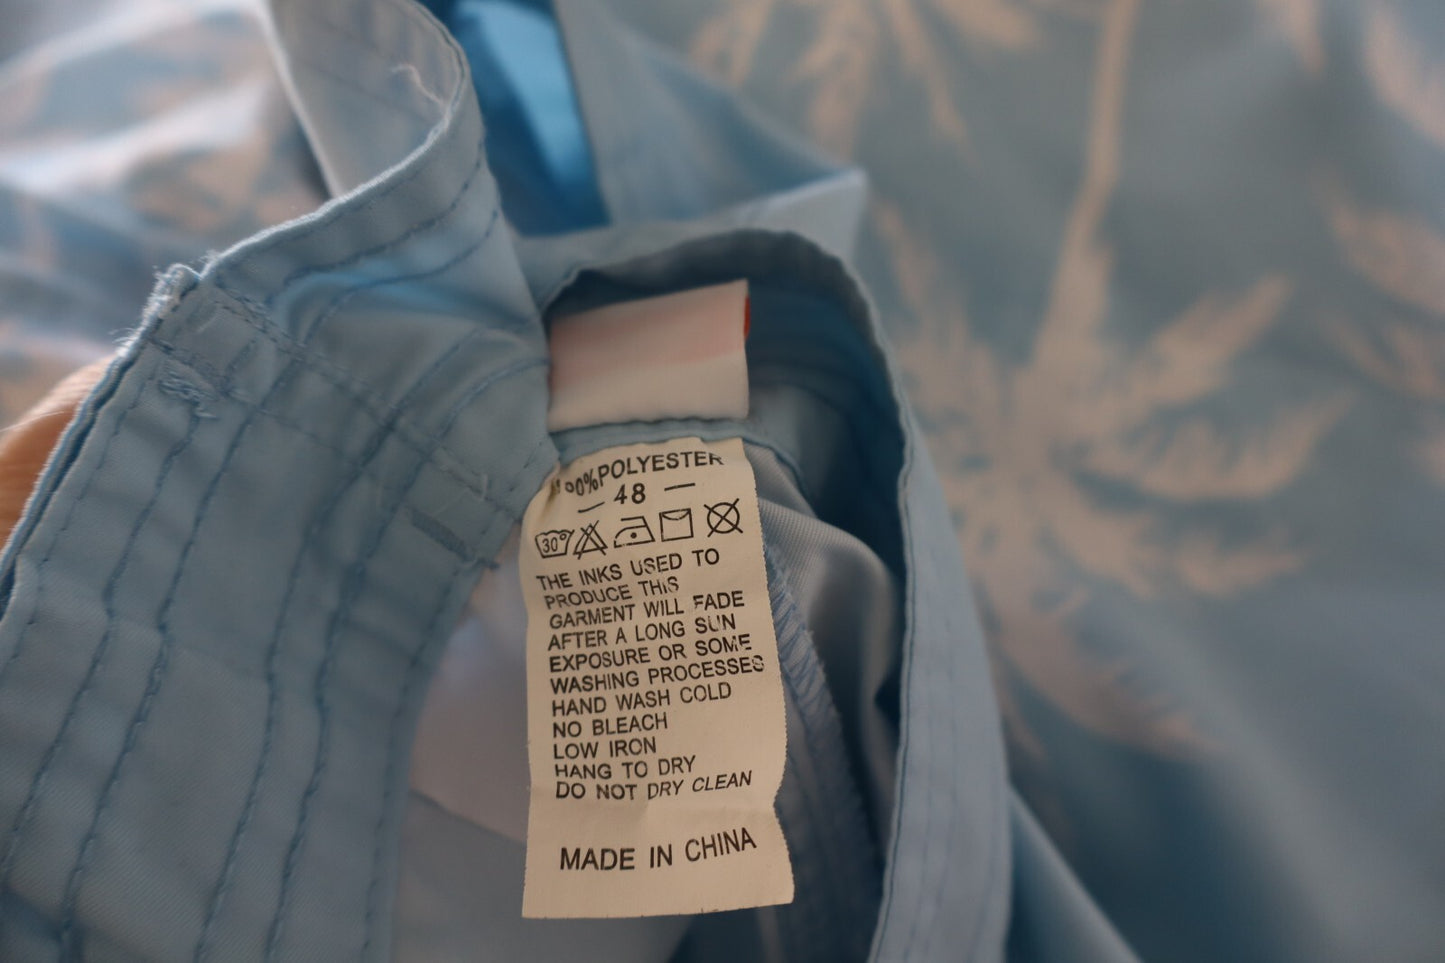 100%POLYESTER
— 48 —
30°
THE INKS USED TO
PRODUCE THIS
GARMENT WILL FADE
AFTER A LONG SUN
EXPOSURE OR SOME
WASHING PROCESSES
HAND WASH COLD
NO BLEACH
LOW IRON
HANG TO DRY
DO NOT DRY CLEAN
MADE IN CHINA